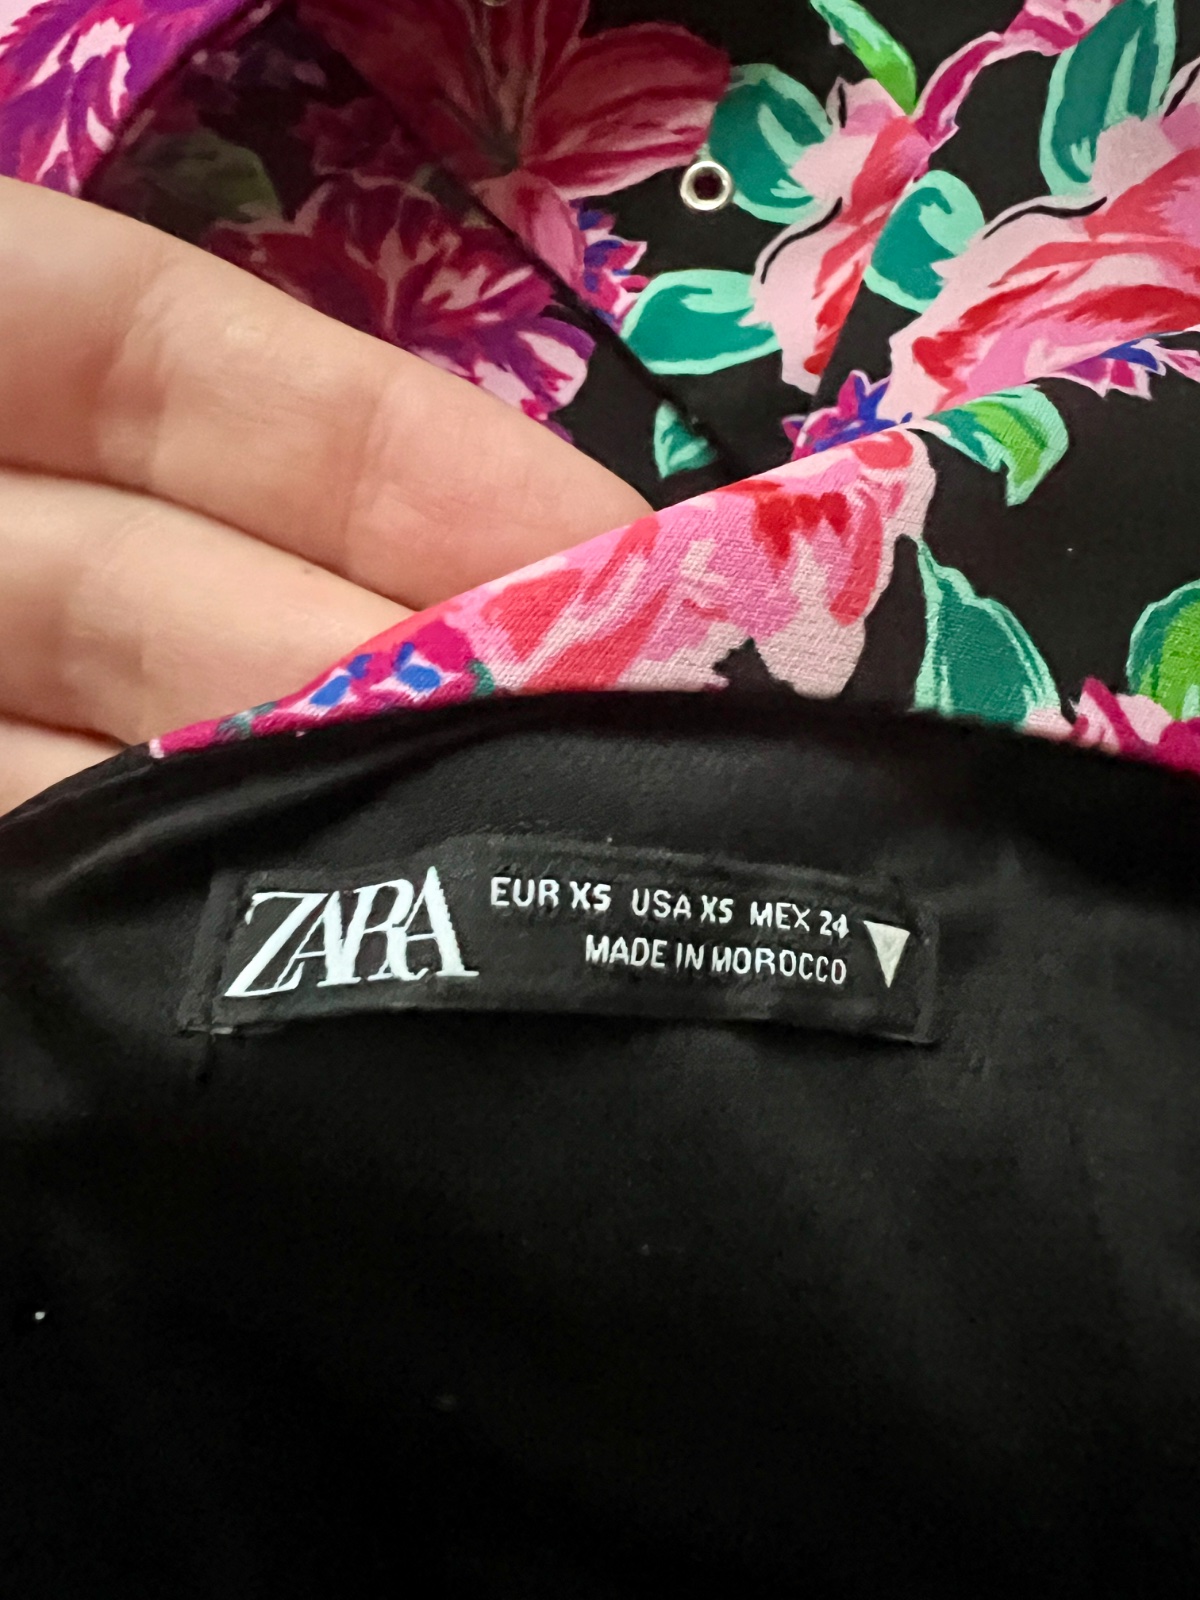 ZARA
EUR XS USA XS MEX 24
MADE IN MOROCCO